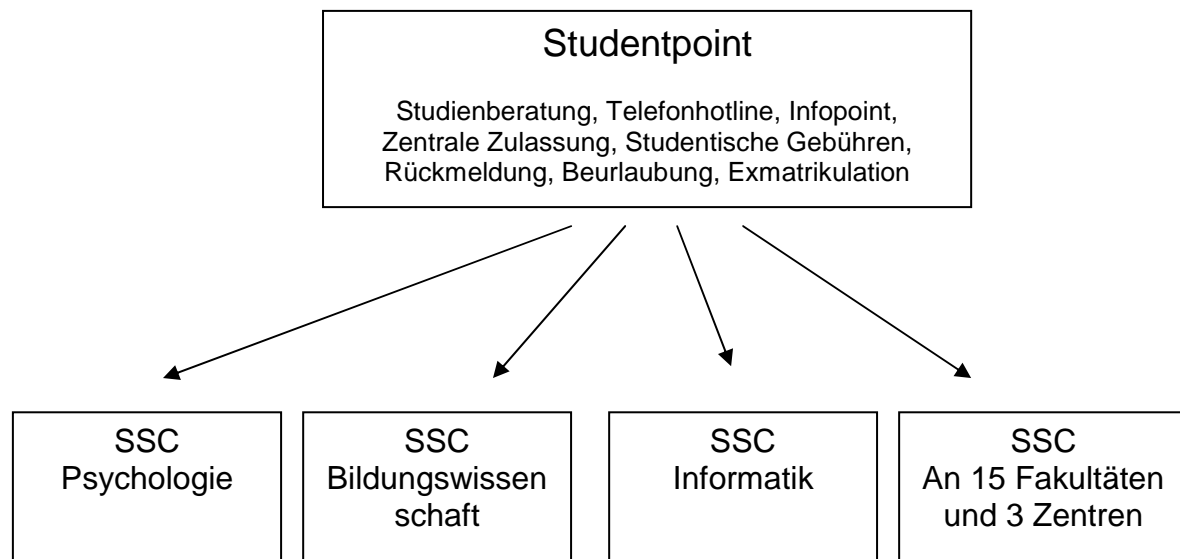 Studentpoint
Studienberatung, Telefonhotline, Infopoint,
Zentrale Zulassung, Studentische Gebühren,
Rückmeldung, Beurlaubung, Exmatrikulation
SSC
Psychologie
SSC
Bildungswissen
schaft
SSC
Informatik
SSC
An 15 Fakultäten
und 3 Zentren